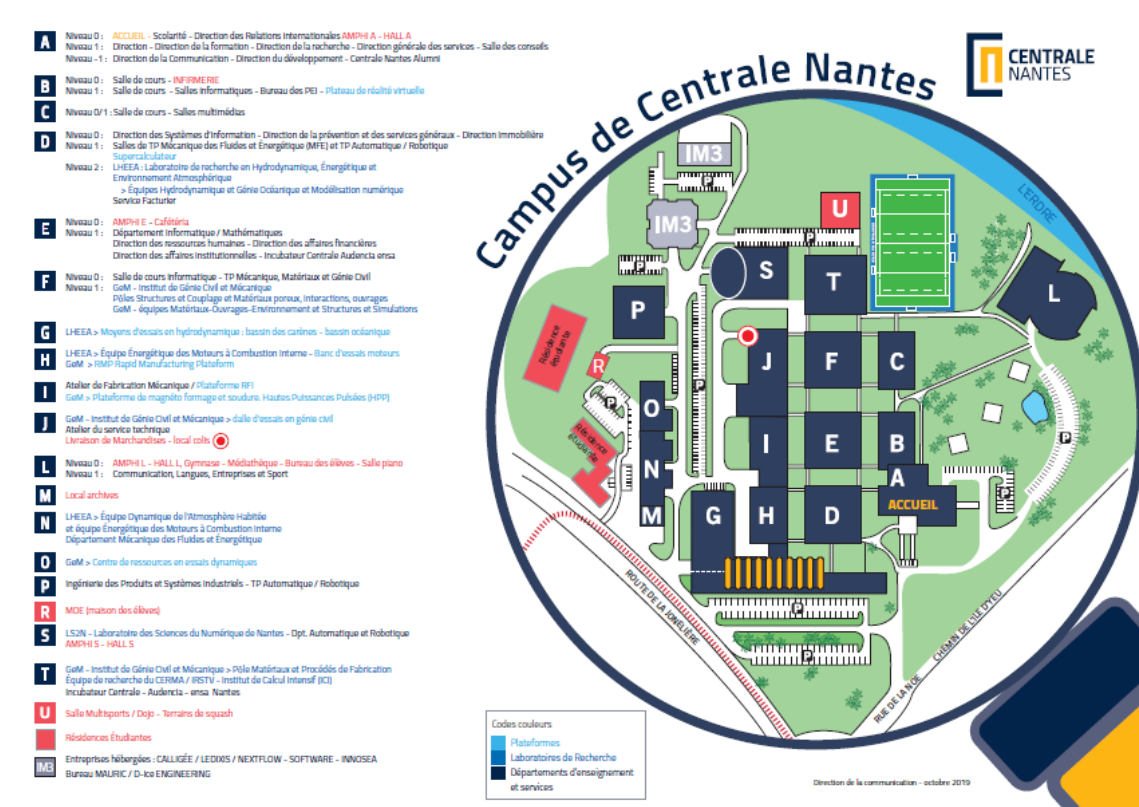 A
Niveau 0 : ACCUEIL - Scolarité - Direction des Relations Internationales AMPHI A - HALL A
Niveau 1 : Direction - Direction de la formation - Direction de la recherche - Direction générale des services - Salle des conseils
Niveau -1 : Direction de la Communication - Direction du développement - Centrale Nantes Alumni
B
Niveau 0 : Salle de cours - INFIRMERIE
Niveau 1 : Salle de cours - Salles Informatiques - Bureau des PEI - Plateau de réalité virtuelle
C
Niveau 0/1 : Salle de cours - Salles multimédias
D
Niveau 0 : Direction des Systèmes d'Information - Direction de la prévention et des services généraux - Direction Immobilière
Niveau 1 : Salles de TP Mécanique des Fluides et Énergétique (MFE) et TP Automatique / Robotique
Supercalculateur
Niveau 2 : LHEEA : Laboratoire de recherche en Hydrodynamique, Énergétique et
Environnement Atmosphérique
> Équipes Hydrodynamique et Génie Océanique et Modélisation numérique
Service Facturier
E
Niveau 0 : AMPHI E - Cafétéria
Niveau 1 : Département Informatique / Mathématiques
Direction des ressources humaines - Direction des affaires financières
Direction des affaires Institutionnelles - Incubateur Centrale Audencia ensa
F
Niveau 0 : Salle de cours Informatique - TP Mécanique, Matériaux et Génie Civil
Niveau 1 : GeM - Institut de Génie Civil et Mécanique
Pôles Structures et Couplage et Matériaux poreux, interactions, ouvrages
GeM - équipes Matériaux-Ouvrages-Environnement et Structures et Simulations
G
LHEEA > Moyens d'essais en hydrodynamique : bassin des carènes - bassin océanique
H
LHEEA > Équipe Énergétique des Moteurs à Combustion Interne - Banc d'essais moteurs
GeM > RMP Rapid Manufacturing Plateform
I
Atelier de Fabrication Mécanique / Plateforme RFI
GeM > Plateforme de magnéto formage et soudure. Hautes Puissances Pulsées (HPP)
J
GeM - Institut de Génie Civil et Mécanique > dalle d'essais en génie civil
Atelier du service technique
Livraison de Marchandises - local colis
L
Niveau 0 : AMPHI L - HALL L, Gymnase - Médiathèque - Bureau des élèves - Salle piano
Niveau 1 : Communication, Langues, Entreprises et Sport
M
Local archives
N
LHEEA > Équipe Dynamique de l'Atmosphère Habitée
et équipe Énergétique des Moteurs à Combustion Interne
Département Mécanique des Fluides et Énergétique
O
GeM > Centre de ressources en essais dynamiques
P
Ingénierie des Produits et Systèmes Industriels - TP Automatique / Robotique
R
MDE (maison des élèves)
S
LS2N - Laboratoire des Sciences du Numérique de Nantes - Dpt. Automatique et Robotique
AMPHI S - HALL S
T
GeM - Institut de Génie Civil et Mécanique > Pôle Matériaux et Procédés de Fabrication
Équipe de recherche du CERMA / IRSTV - Institut de Calcul Intensif (ICI)
Incubateur Centrale - Audencia - ensa Nantes
U
Salle Multisports / Dojo - Terrains de squash
Résidences Étudiantes
IM3
Entreprises hébergées : CALLIGÉE / LEDIXIS / NEXTFLOW - SOFTWARE - INNOSEA
Bureau MAURIC / D-Ice ENGINEERING
Campus de Centrale Nantes
CENTRALE
NANTES
IM3
P
L'ERDRE
U
IM3
P
P
S
T
L
P
Résidence
étudiante
J
F
C
R
P
P
O
P
Résidence
étudiante
I
E
B
N
A
P
ACCUEIL
M
G
H
D
ROUTE DE LA JONELIÈRE
P
P
CHEMIN DE L'ILE D'YEU
RUE DE LA NOE
Codes couleurs
Plateformes
Laboratoires de Recherche
Départements d'enseignement
et services
Direction de la communication - octobre 2019